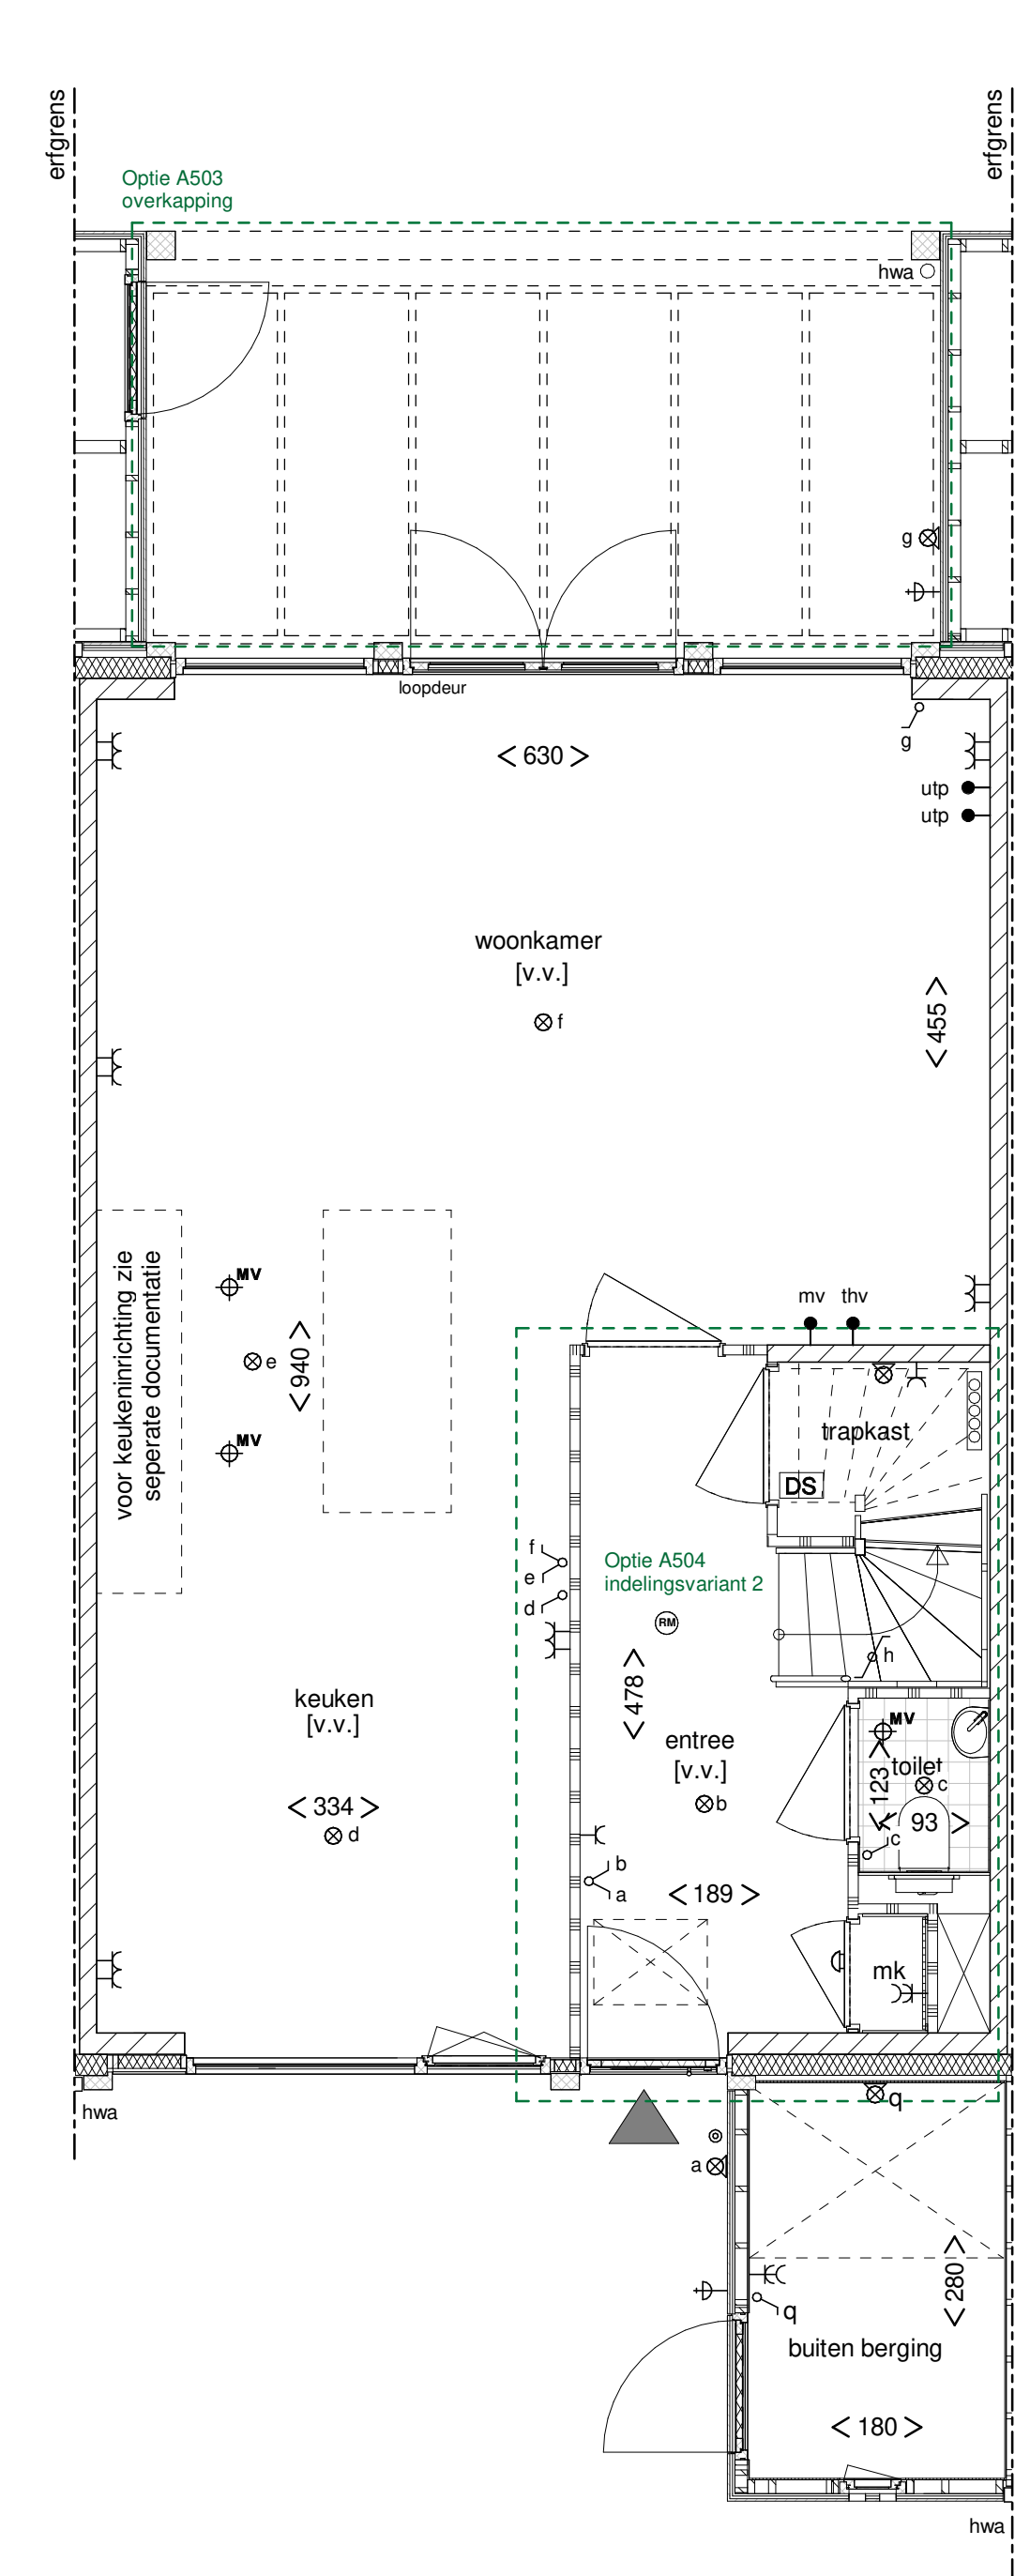 erfgrens
erfgrens
Optie A503
overkapping
hwa
g
loopdeur
g
< 630 >
utp
utp
woonkamer
[v.v.]
f
< 455 >
voor keukeninrichting zie
seperate documentatie
MV
e
< 940 >
MV
mv
thv
trapkast
DS
f
e
d
Optie A504
indelingsvariant 2
RM
h
< 478 >
keuken
[v.v.]
entree
[v.v.]
b
MV
toilet
c
< 123 >
< 93 >
c
< 334 >
d
b
a
< 189 >
mk
hwa
q
a
< 280 >
q
buiten berging
< 180 >
hwa